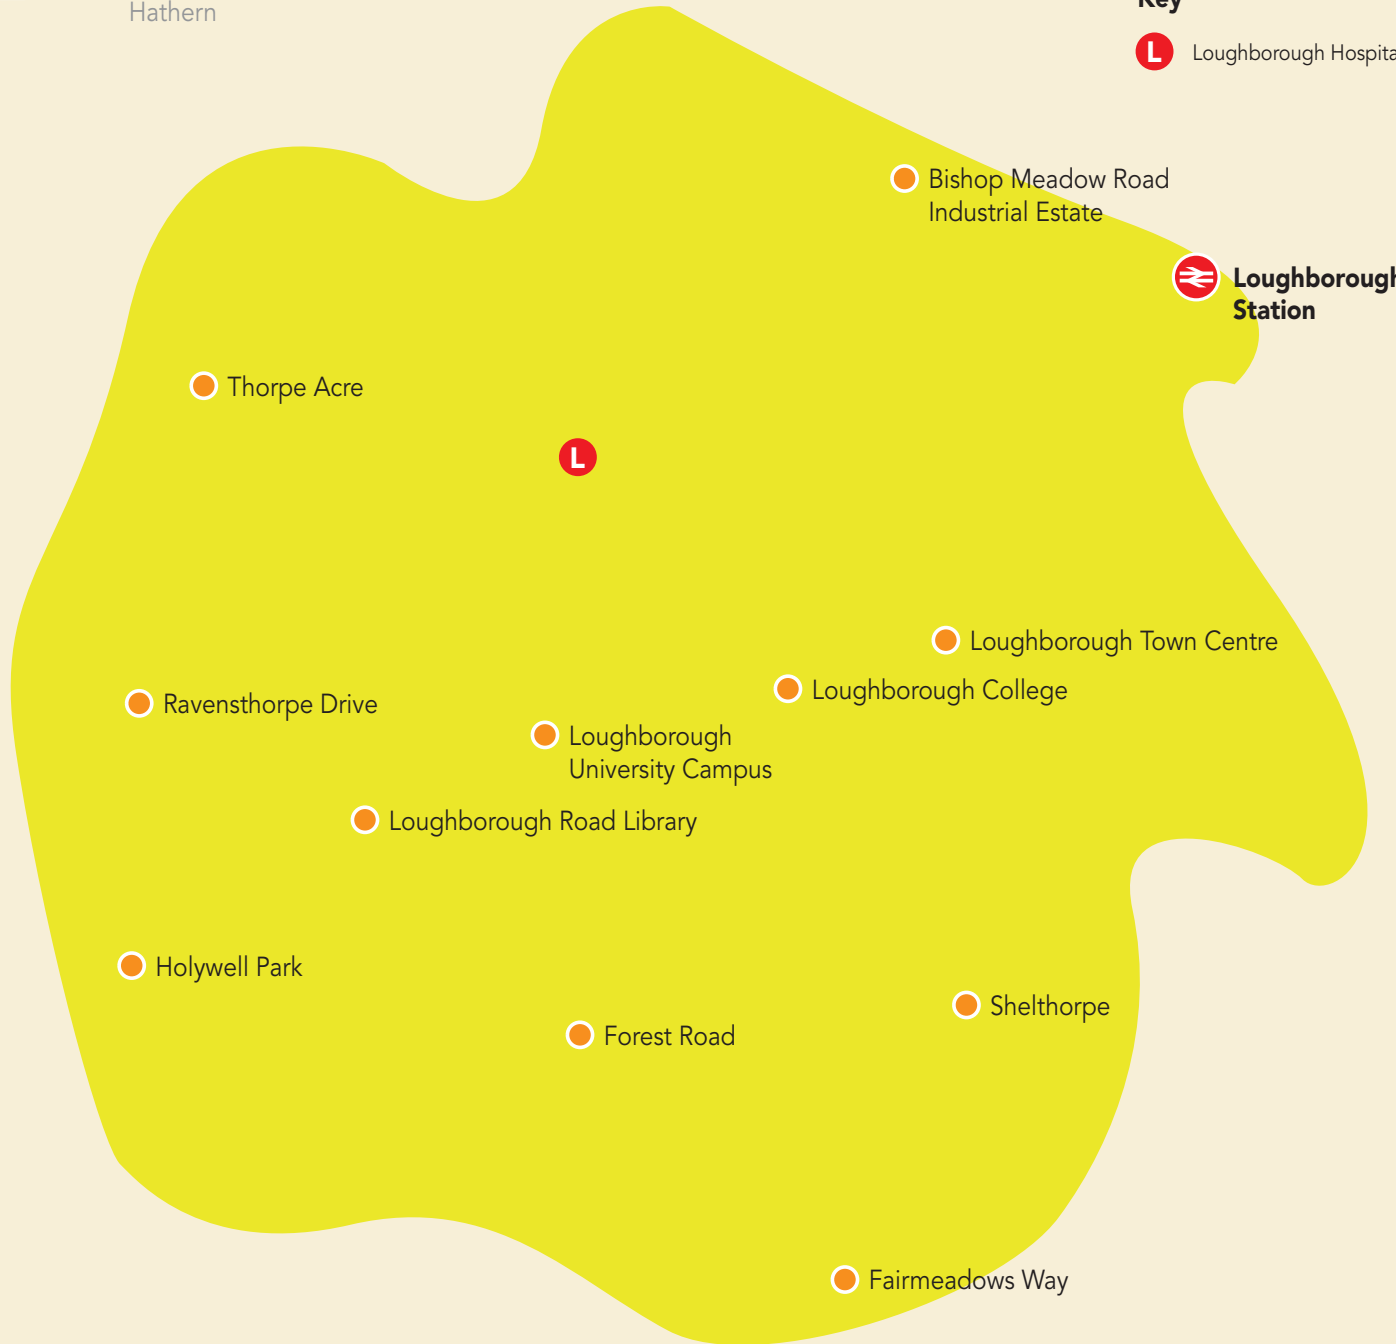 Hathern
Key
L Loughborough Hospita
Bishop Meadow Road
Industrial Estate
Loughborough
Station
Thorpe Acre
L
Loughborough Town Centre
Loughborough College
Ravensthorpe Drive
Loughborough
University Campus
Loughborough Road Library
Holywell Park
Shelthorpe
Forest Road
Fairmeadows Way